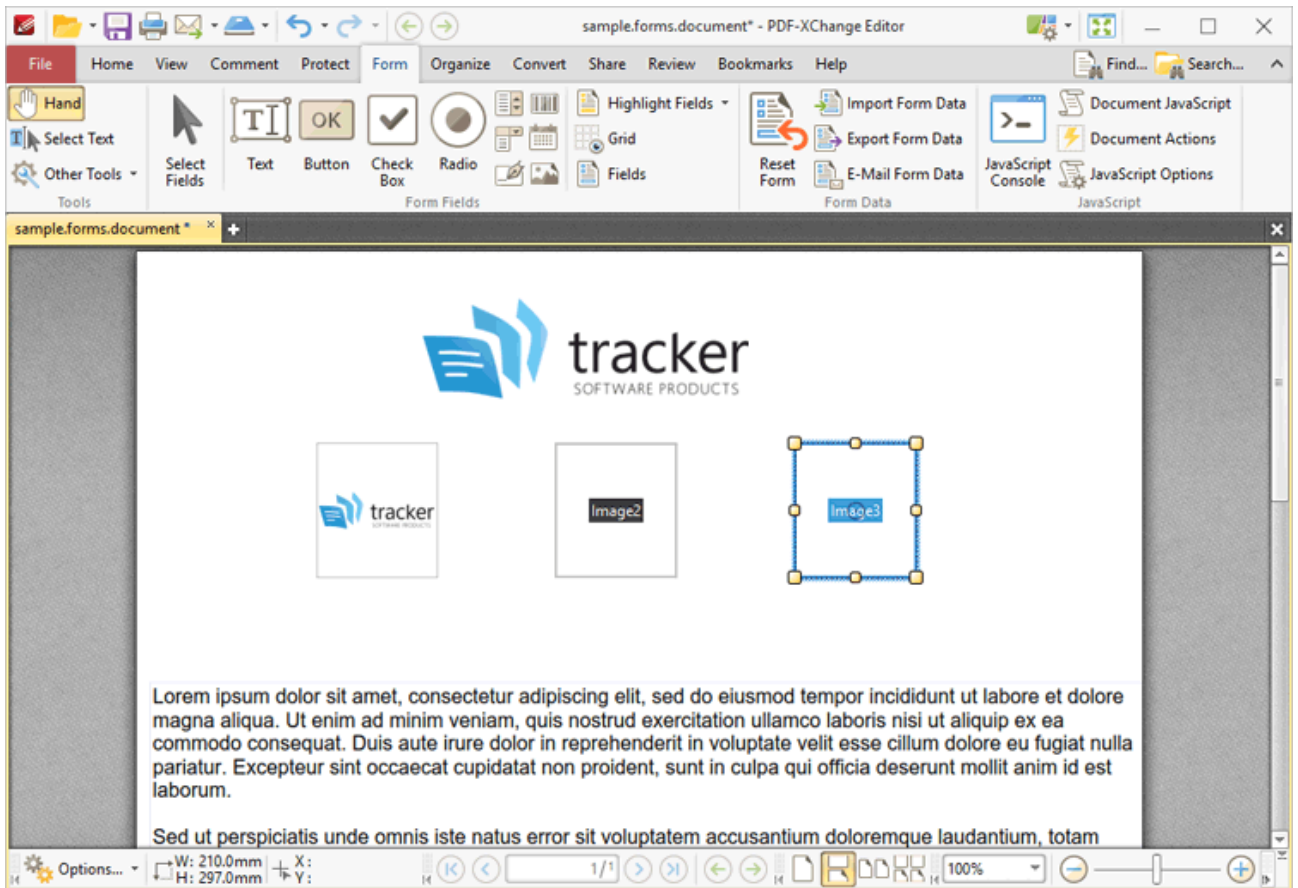 sample.forms.document* - PDF-XChange Editor
File Home View Comment Protect Form Organize Convert Share Review Bookmarks Help Find... Search...
Hand
Select Text
Other Tools
Tools
Select Fields
Text
Button
OK
Check Box
Radio
Form Fields
Highlight Fields
Grid
Fields
Reset Form
Import Form Data
Export Form Data
E-Mail Form Data
Form Data
JavaScript Console
Document JavaScript
Document Actions
JavaScript Options
JavaScript
sample.forms.document *
tracker
SOFTWARE PRODUCTS
tracker
SOFTWARE PRODUCTS
Image2
Image3
Lorem ipsum dolor sit amet, consectetur adipiscing elit, sed do eiusmod tempor incididunt ut labore et dolore
magna aliqua. Ut enim ad minim veniam, quis nostrud exercitation ullamco laboris nisi ut aliquip ex ea
commodo consequat. Duis aute irure dolor in reprehenderit in voluptate velit esse cillum dolore eu fugiat nulla
pariatur. Excepteur sint occaecat cupidatat non proident, sunt in culpa qui officia deserunt mollit anim id est
laborum.
Sed ut perspiciatis unde omnis iste natus error sit voluptatem accusantium doloremque laudantium, totam
Options...
W: 210.0mm
H: 297.0mm
X:
Y:
1/1
100%